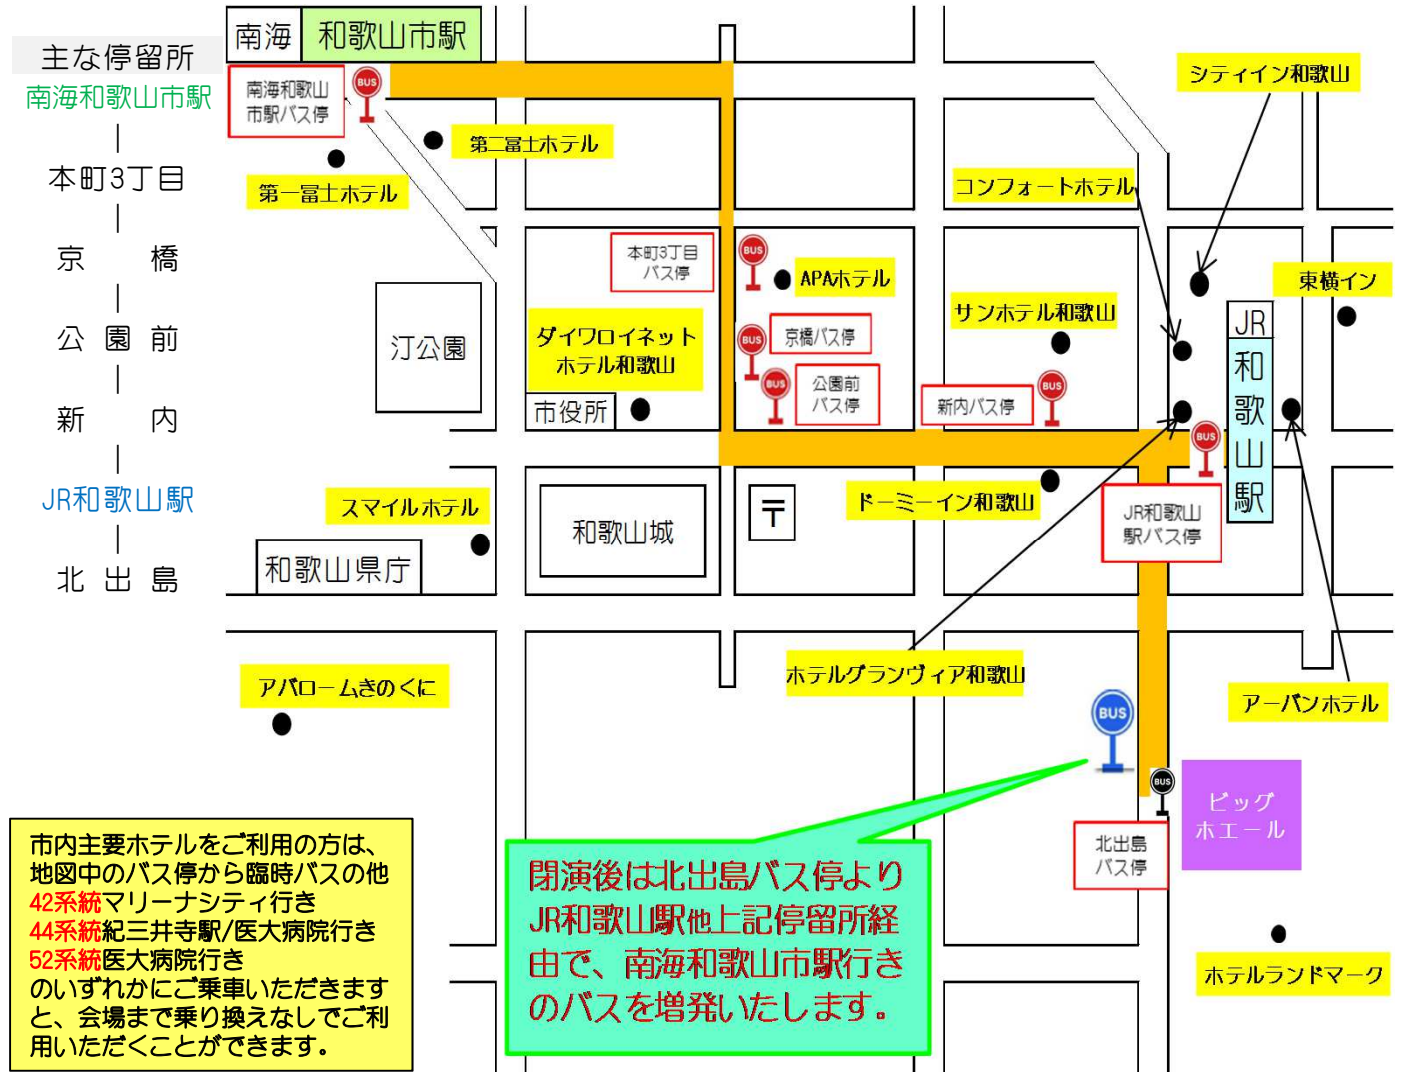 主な停留所
南海和歌山市駅
本町3丁目
京橋
公園前
新内
JR和歌山駅
北出島
南海 和歌山市駅
南海和歌山
市駅バス停
BUS
第二冨士ホテル
第一冨士ホテル
シティイン和歌山
コンフォートホテル
本町3丁目
バス停
BUS
APAホテル
東横イン
サンホテル和歌山
ダイワロイネット
ホテル和歌山
BUS
京橋バス停
汀公園
JR
和歌山駅
BUS
公園前
バス停
新内バス停
BUS
市役所
BUS
スマイルホテル
ドーミーイン和歌山
〒
和歌山城
JR和歌山
駅バス停
和歌山県庁
ホテルグランヴィア和歌山
アバロームきのくに
アーバンホテル
BUS
BUS
ビッグ
ホエール
北出島
バス停
ホテルランドマーク
市内主要ホテルをご利用の方は、
地図中のバス停から臨時バスの他
42系統マリーナシティ行き
44系統紀三井寺駅/医大病院行き
52系統医大病院行き
のいずれかにご乗車いただきます
と、会場まで乗り換えなしでご利
用いただくことができます。
閉演後は北出島バス停より
JR和歌山駅他上記停留所経
由で、南海和歌山市駅行き
のバスを増発いたします。